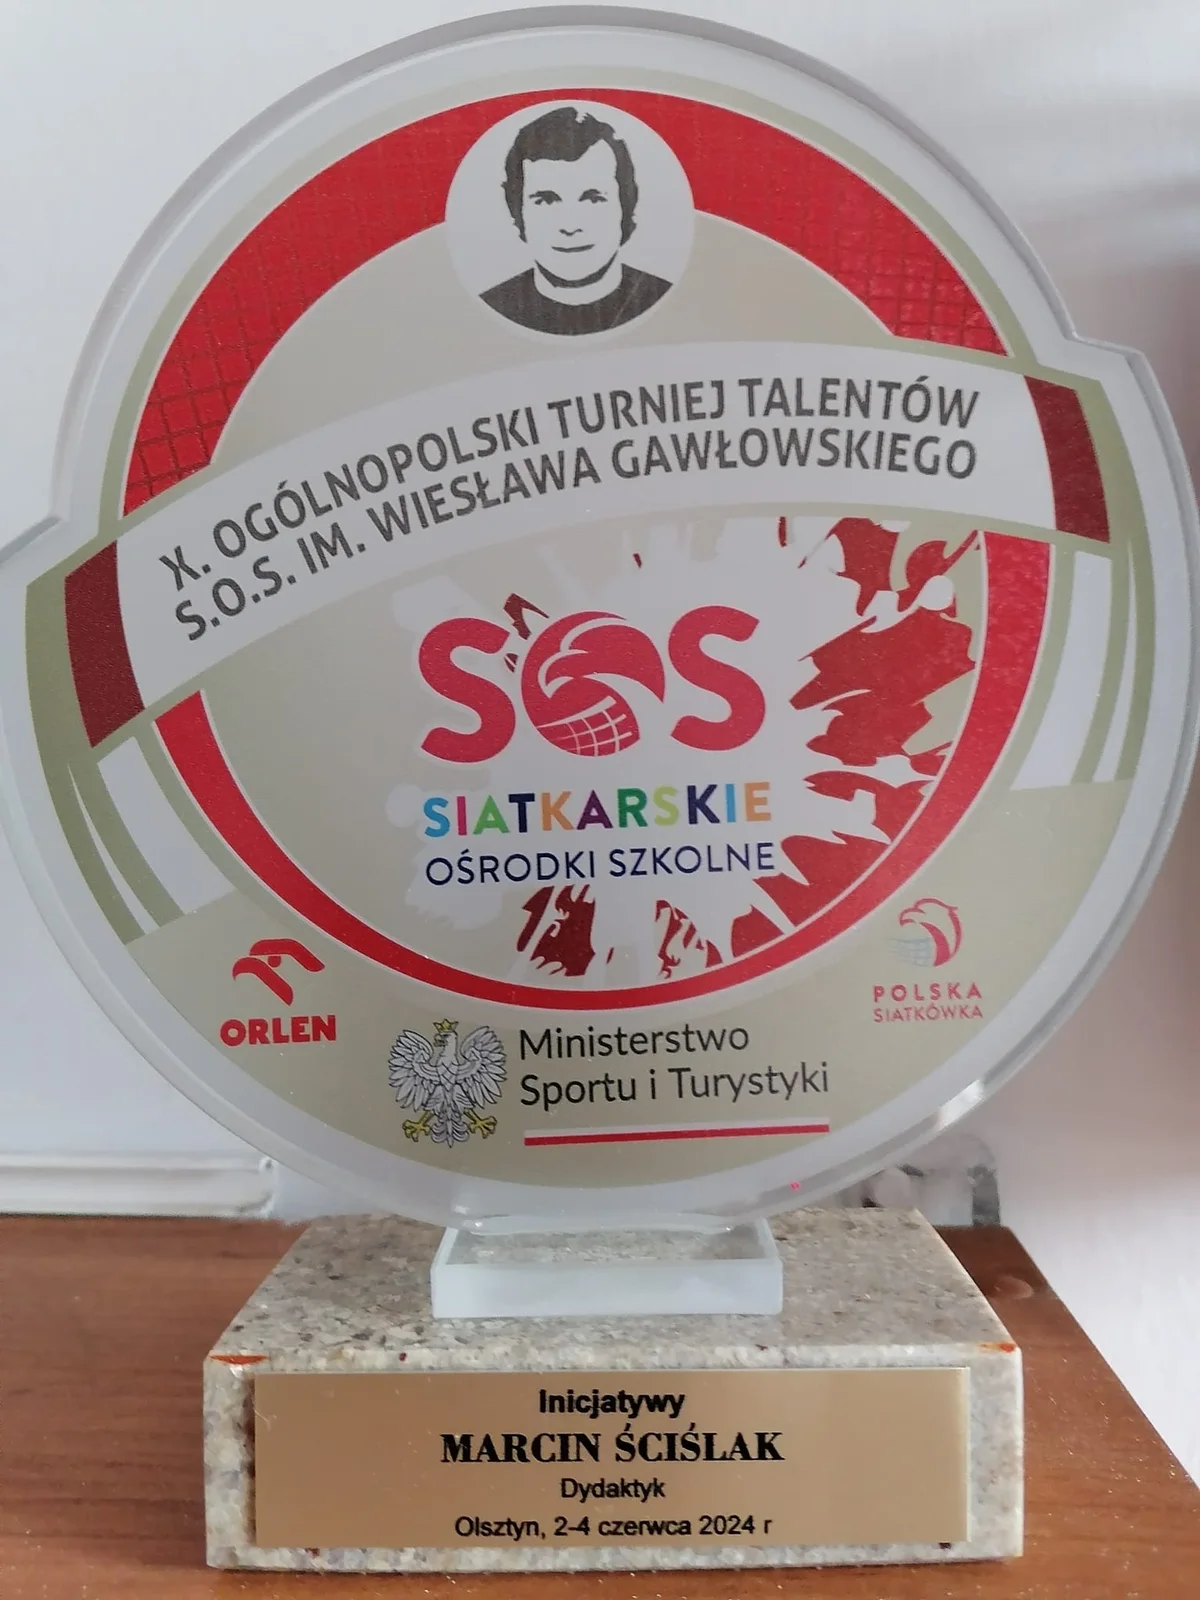 X. OGÓLNOPOLSKI TURNIEJ TALENTÓW
S.O.S. IM. WIESŁAWA GAWŁOWSKIEGO
SOS
SIATKARSKIE
OŚRODKI SZKOLNE
ORLEN
Ministerstwo
Sportu i Turystyki
POLSKA
SIATKÓWKA
Inicjatywy
MARCIN ŚCIŚLAK
Dydaktyk
Olsztyn, 2-4 czerwca 2024 r